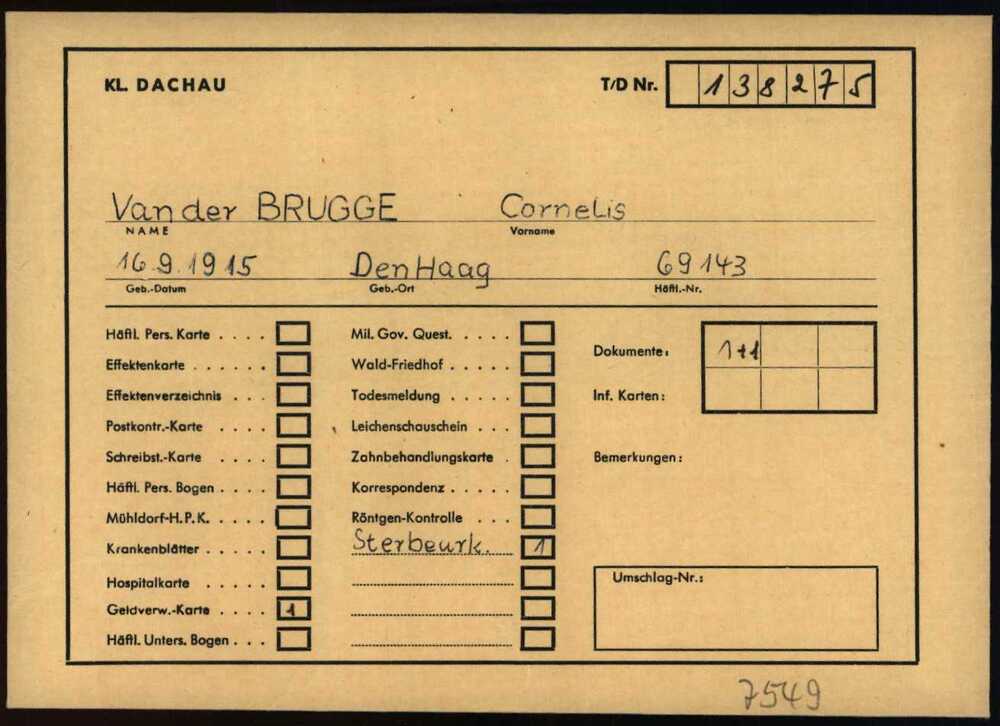 KL. DACHAU T/D Nr. 138275
Van der BRUGGE Cornelis
NAME Vorname
16.9.1915 Den Haag 69143
Geb.-Datum Geb.-Ort Häftl.-Nr.
Häftl. Pers. Karte . . . .
Effektenkarte . . . . . .
Effektenverzeichnis . . .
Postkontr.-Karte . . . .
Schreibst.-Karte . . . .
Häftl. Pers. Bogen . . . .
Mühldorf-H.P.K. . . . .
Krankenblätter . . . . .
Hospitalkarte . . . . .
Geldverw.-Karte . . . . 1
Häftl. Unters. Bogen . . .
Mil. Gov. Quest. . . . .
Wald-Friedhof . . . . .
Todesmeldung . . . . .
Leichenschauschein . . .
Zahnbehandlungskarte .
Korrespondenz . . . . .
Röntgen-Kontrolle . . .
Sterbeurk. 1
Dokumente: 1+1
Inf. Karten:
Bemerkungen:
Umschlag-Nr.:
7549